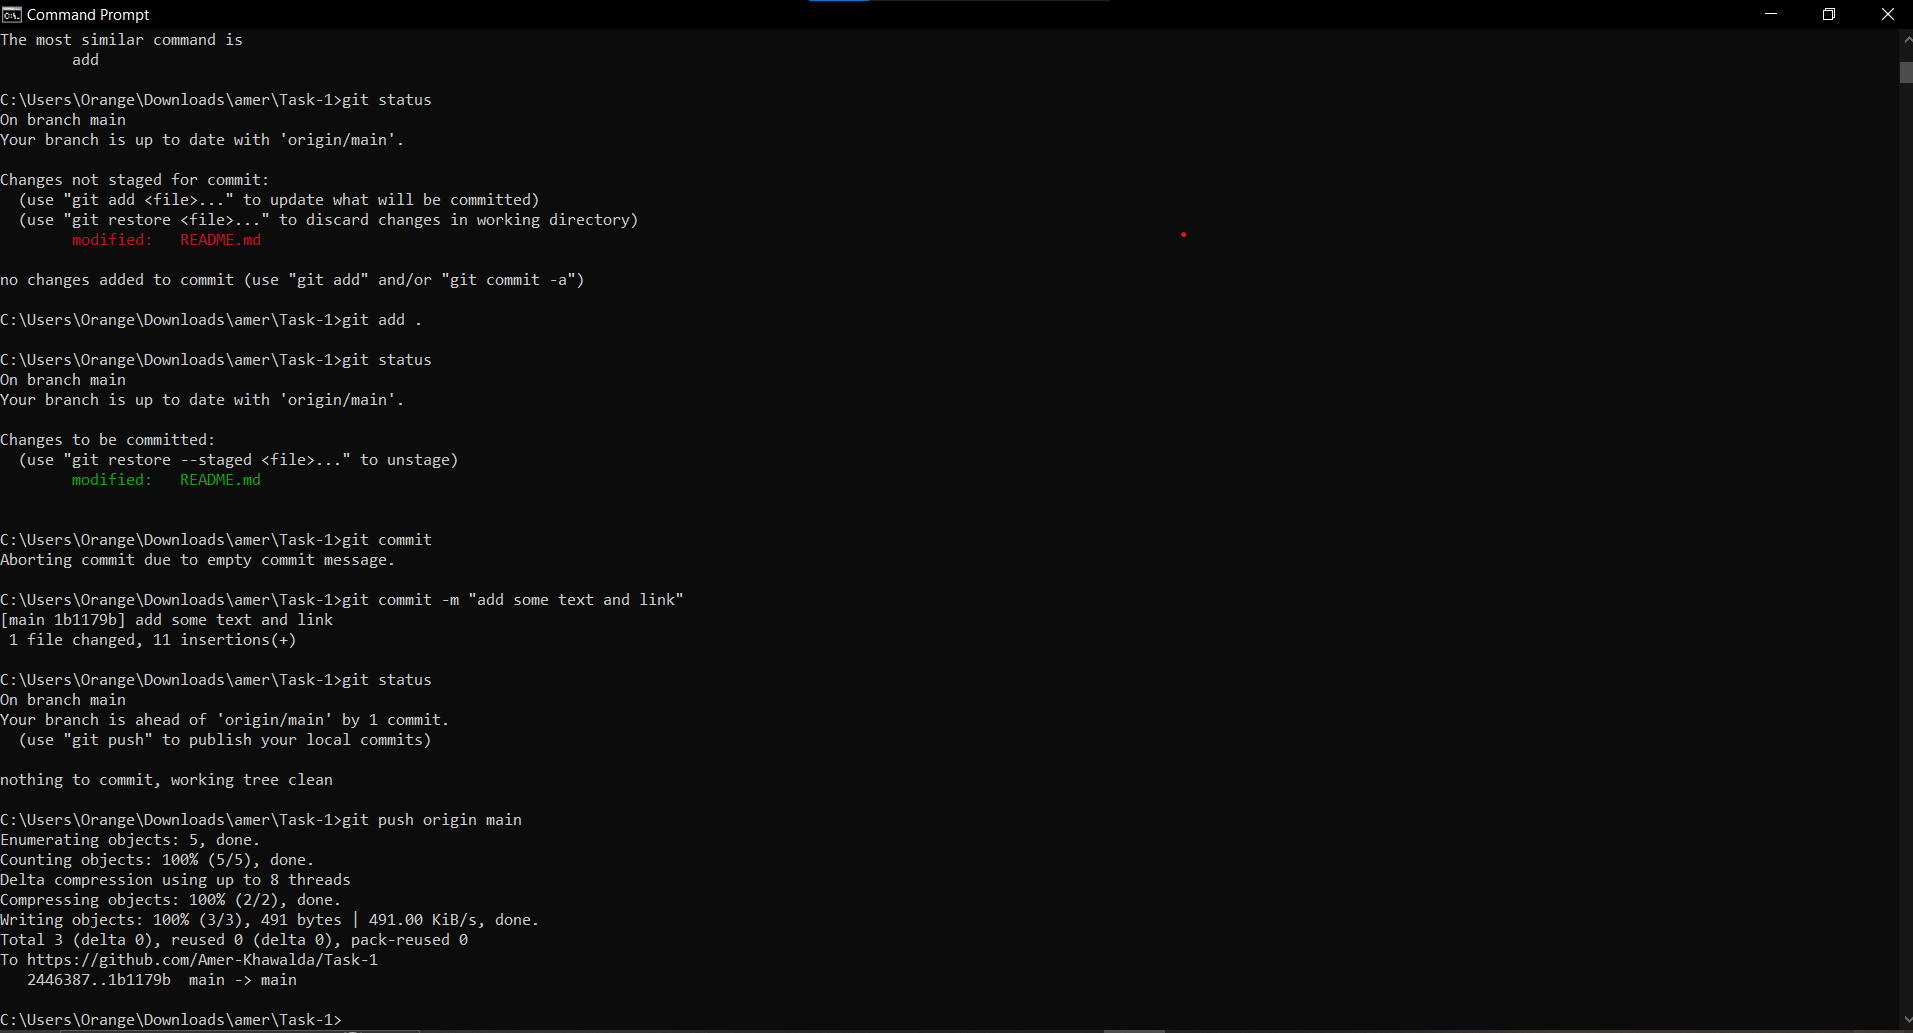 Command Prompt
The most similar command is
        add

C:\Users\Orange\Downloads\amer\Task-1>git status
On branch main
Your branch is up to date with 'origin/main'.

Changes not staged for commit:
  (use "git add <file>..." to update what will be committed)
  (use "git restore <file>..." to discard changes in working directory)
        modified:   README.md

no changes added to commit (use "git add" and/or "git commit -a")

C:\Users\Orange\Downloads\amer\Task-1>git add .

C:\Users\Orange\Downloads\amer\Task-1>git status
On branch main
Your branch is up to date with 'origin/main'.

Changes to be committed:
  (use "git restore --staged <file>..." to unstage)
        modified:   README.md


C:\Users\Orange\Downloads\amer\Task-1>git commit
Aborting commit due to empty commit message.

C:\Users\Orange\Downloads\amer\Task-1>git commit -m "add some text and link"
[main 1b1179b] add some text and link
 1 file changed, 11 insertions(+)

C:\Users\Orange\Downloads\amer\Task-1>git status
On branch main
Your branch is ahead of 'origin/main' by 1 commit.
  (use "git push" to publish your local commits)

nothing to commit, working tree clean

C:\Users\Orange\Downloads\amer\Task-1>git push origin main
Enumerating objects: 5, done.
Counting objects: 100% (5/5), done.
Delta compression using up to 8 threads
Compressing objects: 100% (2/2), done.
Writing objects: 100% (3/3), 491 bytes | 491.00 KiB/s, done.
Total 3 (delta 0), reused 0 (delta 0), pack-reused 0
To https://github.com/Amer-Khawalda/Task-1
   2446387..1b1179b  main -> main

C:\Users\Orange\Downloads\amer\Task-1>